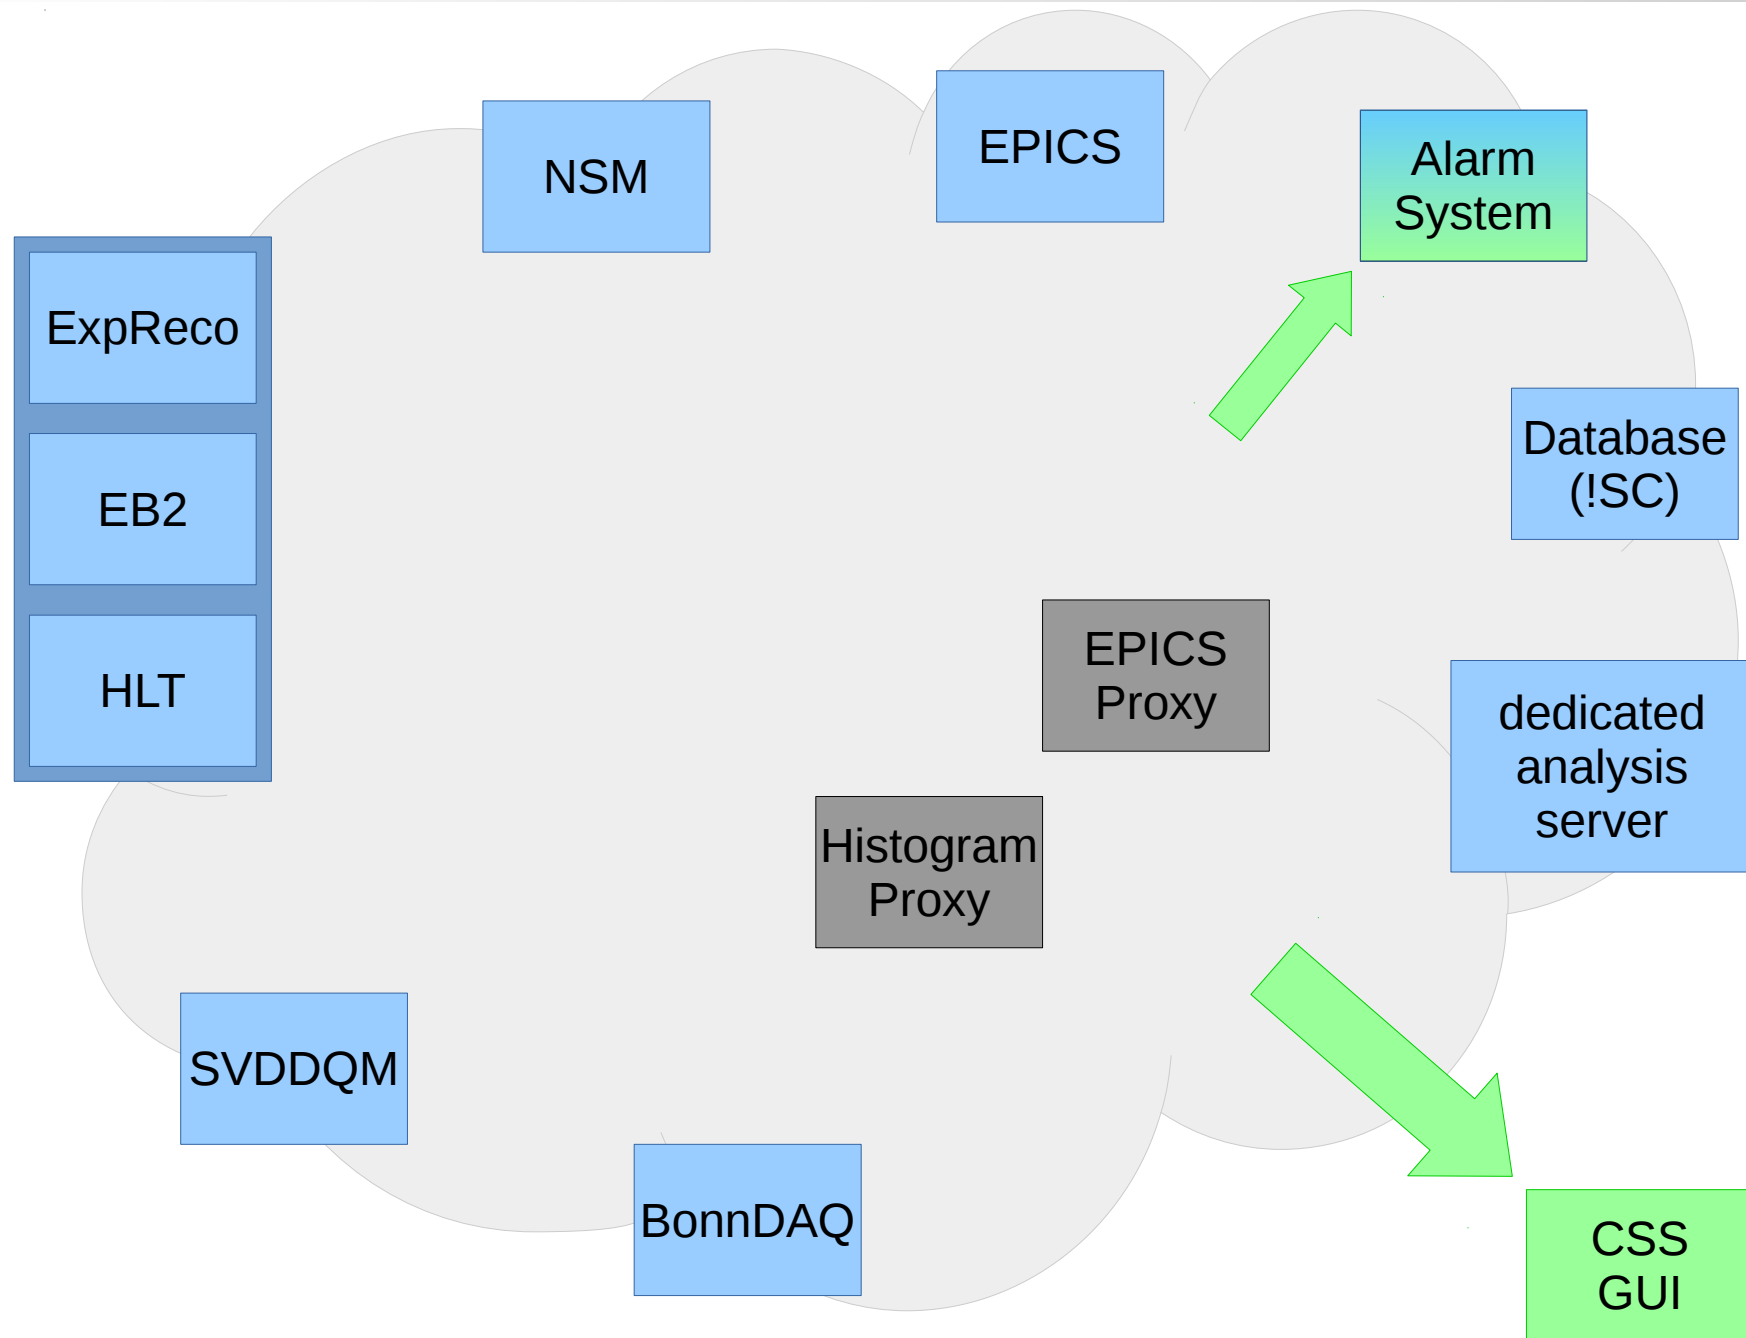 EPICS
NSM
Alarm
System
ExpReco
Database
(!SC)
EB2
EPICS
Proxy
HLT
dedicated
analysis
server
Histogram
Proxy
SVDDQM
BonnDAQ
CSS
GUI